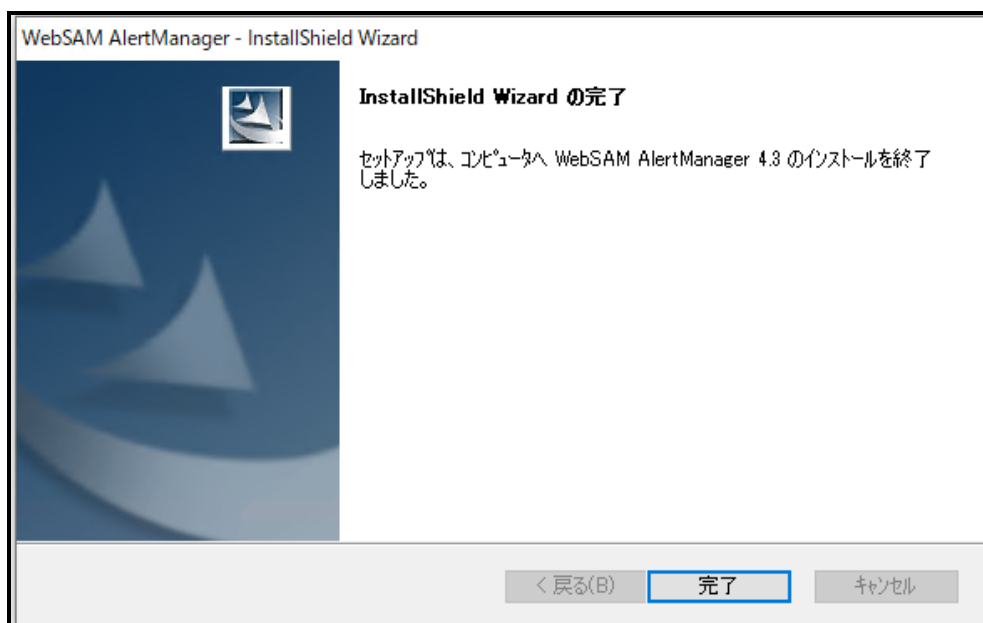 WebSAM AlertManager - InstallShield Wizard
InstallShield Wizard の完了
セットアップは、コンピュータへ WebSAM AlertManager 4.3 のインストールを終了
しました。
< 戻る(B)
完了
キャンセル